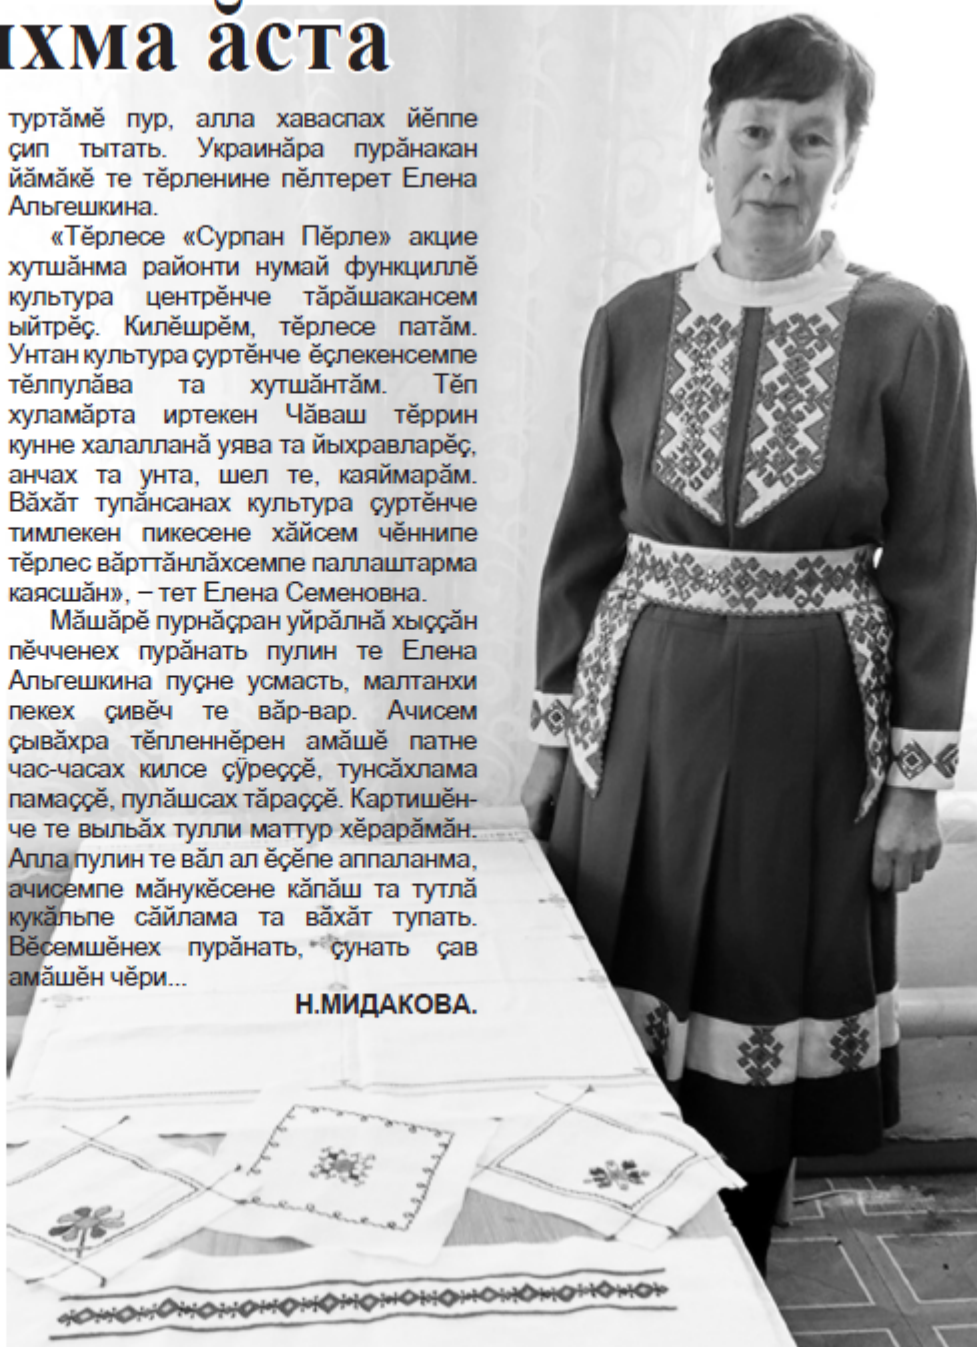 ăста
туртăмĕ пур, алла хаваспах йĕппе
çип тытать. Украинăра пурăнакан
йăмăкĕ те тĕрленине пĕлтерет Елена
Альгешкина.
«Тĕрлесе «Сурпан Пĕрле» акцие
хутшăнма районти нумай функциллĕ
культура центрĕнче тăрăшакансем
ыйтрĕç. Килĕшрĕм, тĕрлесе патăм.
Унтан культура çуртĕнче ĕçлекенсемпе
тĕлпулăва та хутшăнтăм. Тĕп
хуламăрта иртекен Чăваш тĕррин
кунне халалланă уява та йыхравларĕç,
анчах та унта, шел те, каяймарăм.
Вăхăт тупăнсанах культура çуртĕнче
тимлекен пикесене хăйсем чĕннипе
тĕрлес вăрттăнлăхсемпе паллаштарма
каясшăн», – тет Елена Семеновна.
Мăшăрĕ пурнăçран уйрăлнă хыççăн
пĕчченех пурăнать пулин те Елена
Альгешкина пуçне усмасть, малтанхи
пекех çивĕч те вăр-вар. Ачисем
çывăхра тĕпленнĕрен амăшĕ патне
час-часах килсе çӳреççĕ, тунсăхлама
памаççĕ, пулăшсах тăраççĕ. Картишĕн-
че те выльăх тулли маттур хĕрарăмăн.
Апла пулин те вăл ал ĕçĕпе аппаланма,
ачисемпе мăнукĕсене кăпăш та тутлă
кукăльпе сăйлама та вăхăт тупать.
Вĕсемшĕнех пурăнать, çунать çав
амăшĕн чĕри...
Н.МИДАКОВА.